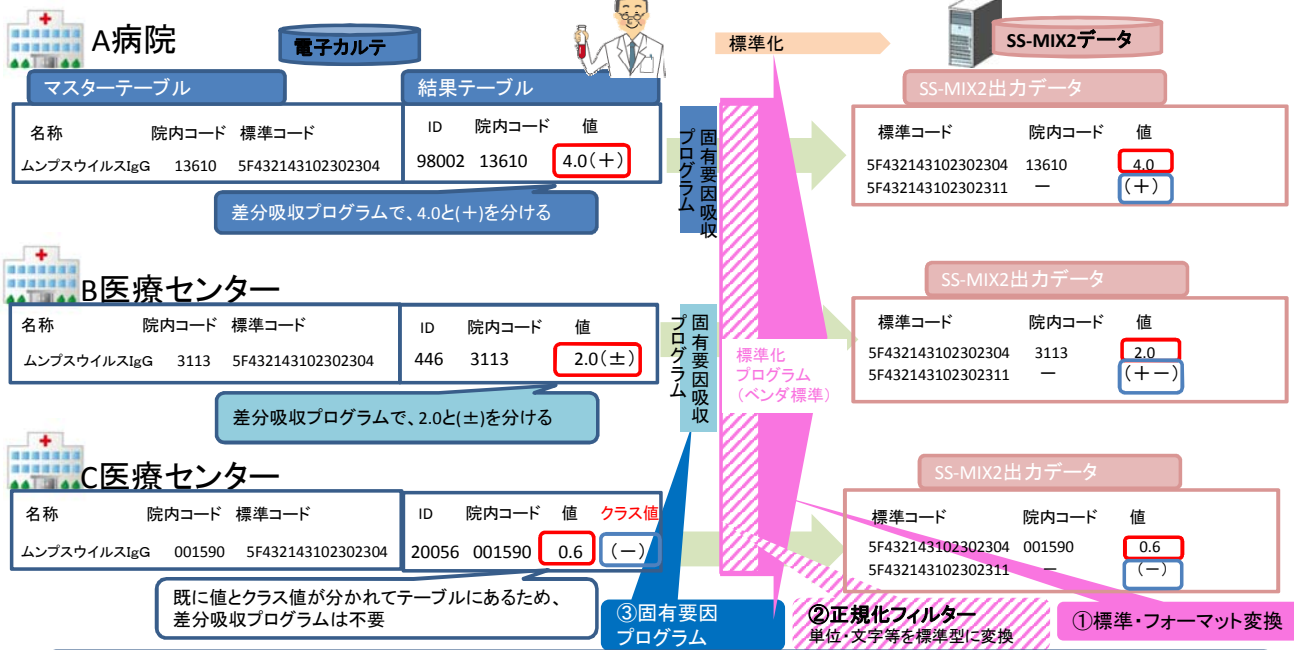 A病院
電子カルテ
標準化
SS-MIX2データ
マスターテーブル
結果テーブル
SS-MIX2出力データ
名称 院内コード 標準コード
ムンプスウイルスIgG 13610 5F432143102302304
ID 院内コード 値
98002 13610 4.0(+)
固有要因吸収
プログラム
標準コード 院内コード 値
5F432143102302304 13610 4.0
5F432143102302311 － (+)
差分吸収プログラムで、4.0と(+)を分ける
B医療センター
SS-MIX2出力データ
名称 院内コード 標準コード
ムンプスウイルスIgG 3113 5F432143102302304
ID 院内コード 値
446 3113 2.0(±)
固有要因吸収
プログラム
標準化
プログラム
（ベンダ標準）
標準コード 院内コード 値
5F432143102302304 3113 2.0
5F432143102302311 － (+－)
差分吸収プログラムで、2.0と(±)を分ける
C医療センター
SS-MIX2出力データ
名称 院内コード 標準コード
ムンプスウイルスIgG 001590 5F432143102302304
ID 院内コード 値 クラス値
20056 001590 0.6 (－)
標準コード 院内コード 値
5F432143102302304 001590 0.6
5F432143102302311 － (－)
既に値とクラス値が分かれてテーブルにあるため、
差分吸収プログラムは不要
③固有要因
プログラム
②正規化フィルター
単位・文字等を標準型に変換
①標準・フォーマット変換